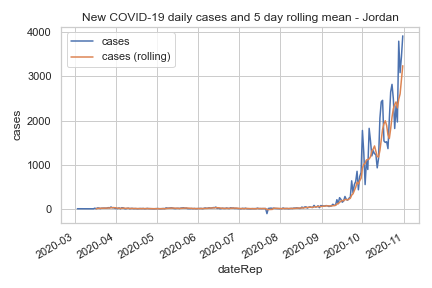 New COVID-19 daily cases and 5 day rolling mean - Jordan
cases
cases (rolling)
4000
3000
2000
1000
0
cases
2020-03
2020-04
2020-05
2020-06
2020-07
2020-08
2020-09
2020-10
2020-11
dateRep